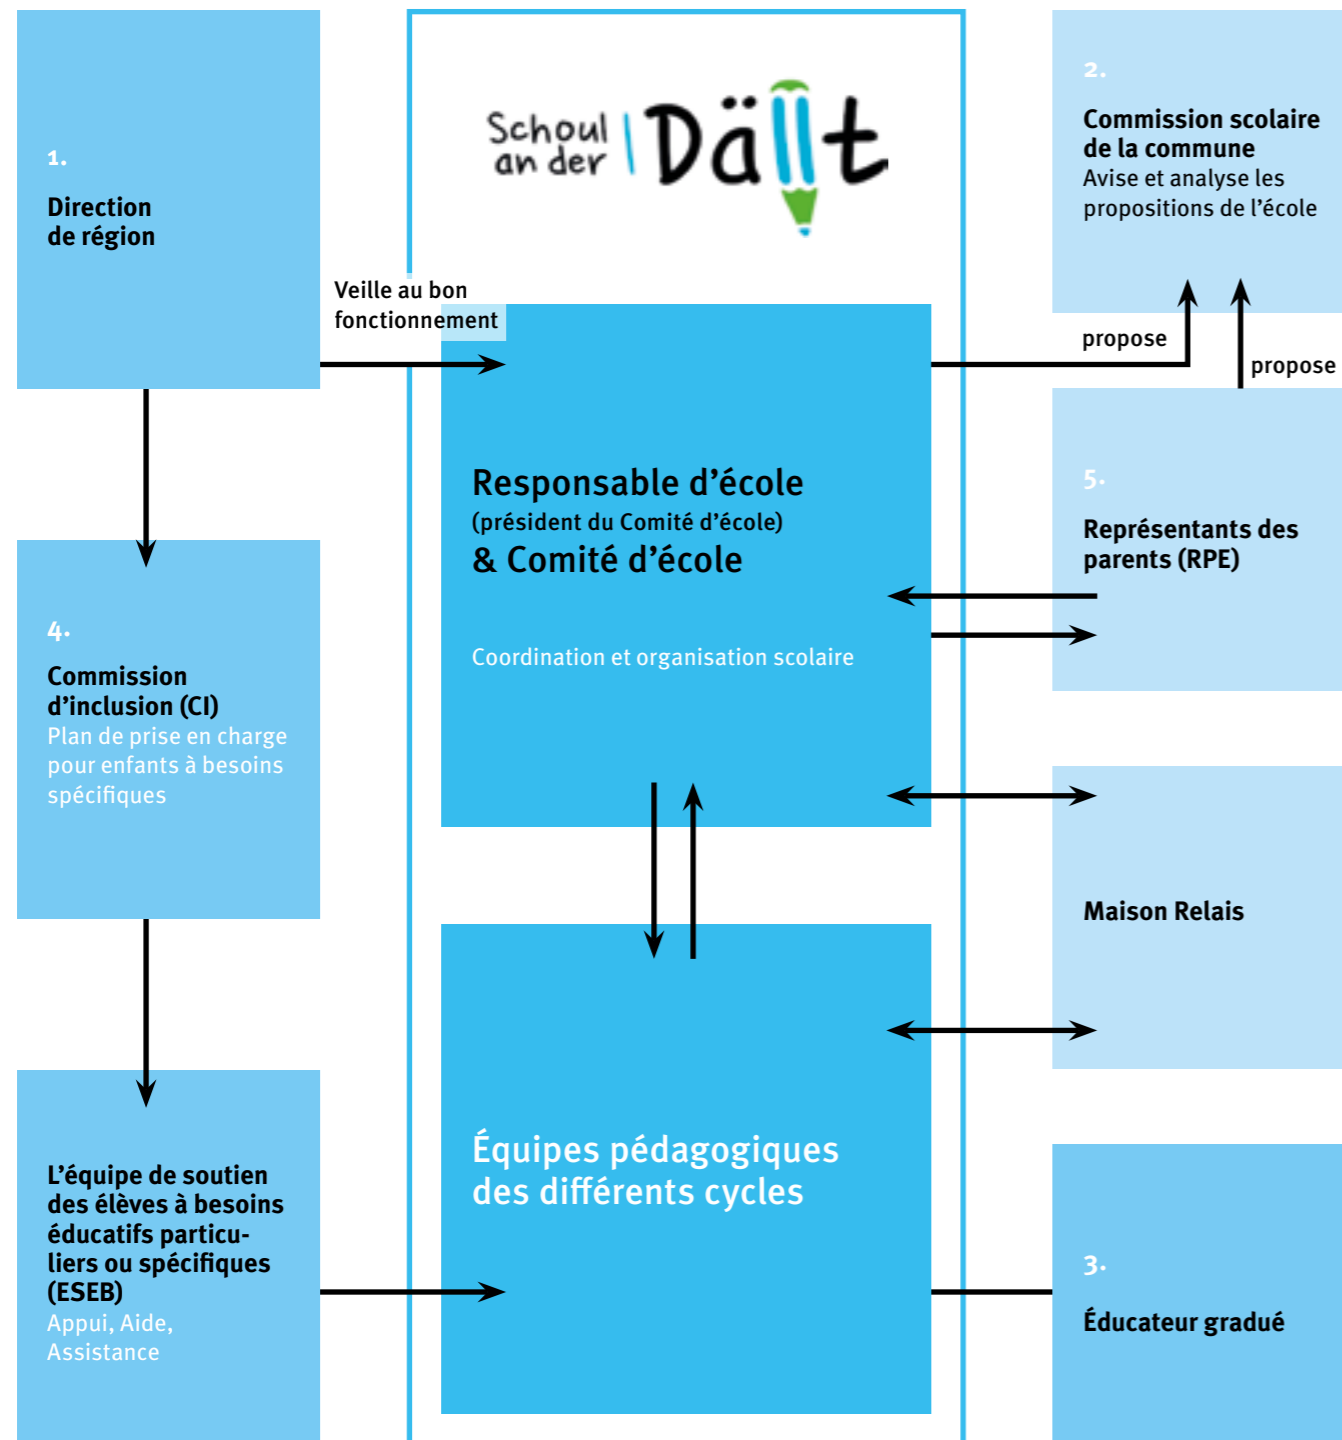 1.
Direction
de région
Schoul
an der
Dällt
2.
Commission scolaire
de la commune
Avise et analyse les
propositions de l’école
Veille au bon
fonctionnement
propose
propose
Responsable d’école
(président du Comité d’école)
& Comité d’école
Coordination et organisation scolaire
5.
Représentants des
parents (RPE)
4.
Commission
d’inclusion (CI)
Plan de prise en charge
pour enfants à besoins
spécifiques
Maison Relais
L’équipe de soutien
des élèves à besoins
éducatifs particu-
liers ou spécifiques
(ESEB)
Appui, Aide,
Assistance
Équipes pédagogiques
des différents cycles
3.
Éducateur gradué